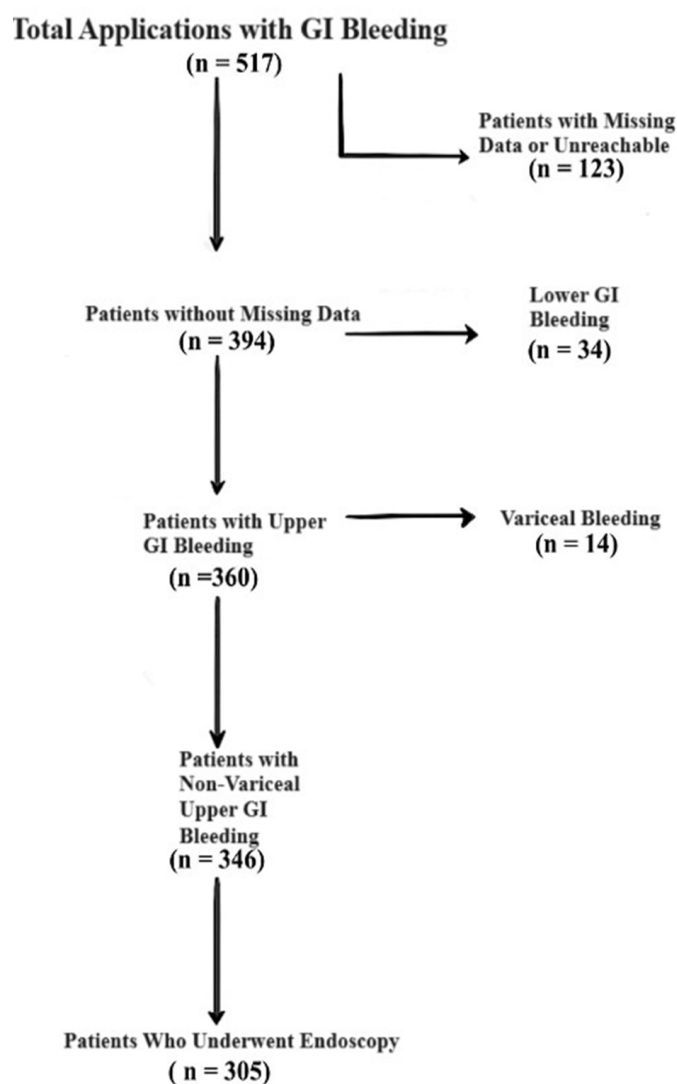 Total Applications with GI Bleeding
(n = 517)
Patients with Missing
Data or Unreachable
(n = 123)
Patients without Missing Data
(n = 394)
Lower GI
Bleeding
(n = 34)
Patients with Upper
GI Bleeding
(n =360)
Variceal Bleeding
(n = 14)
Patients with
Non-Variceal
Upper GI
Bleeding
(n = 346)
Patients Who Underwent Endoscopy
( n = 305)